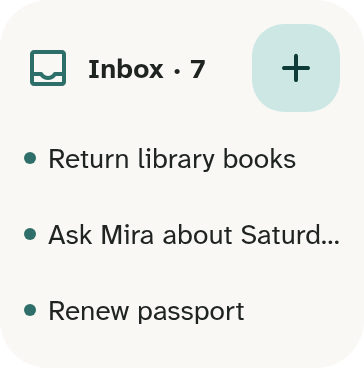 Inbox · 7
Return library books
Ask Mira about Saturd…
Renew passport